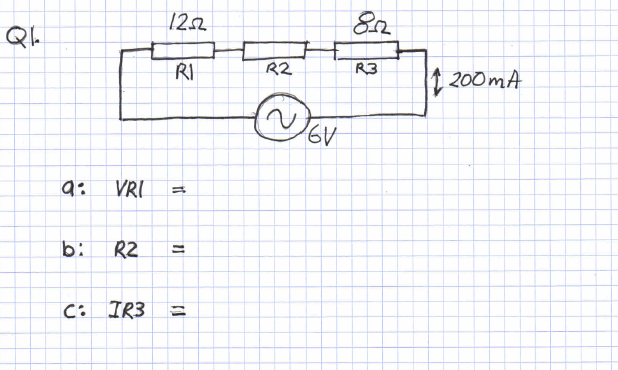 Q1.
12Ω 8Ω
R1 R2 R3
200mA
6V
a: VR1 =
b: R2 =
c: IR3 =